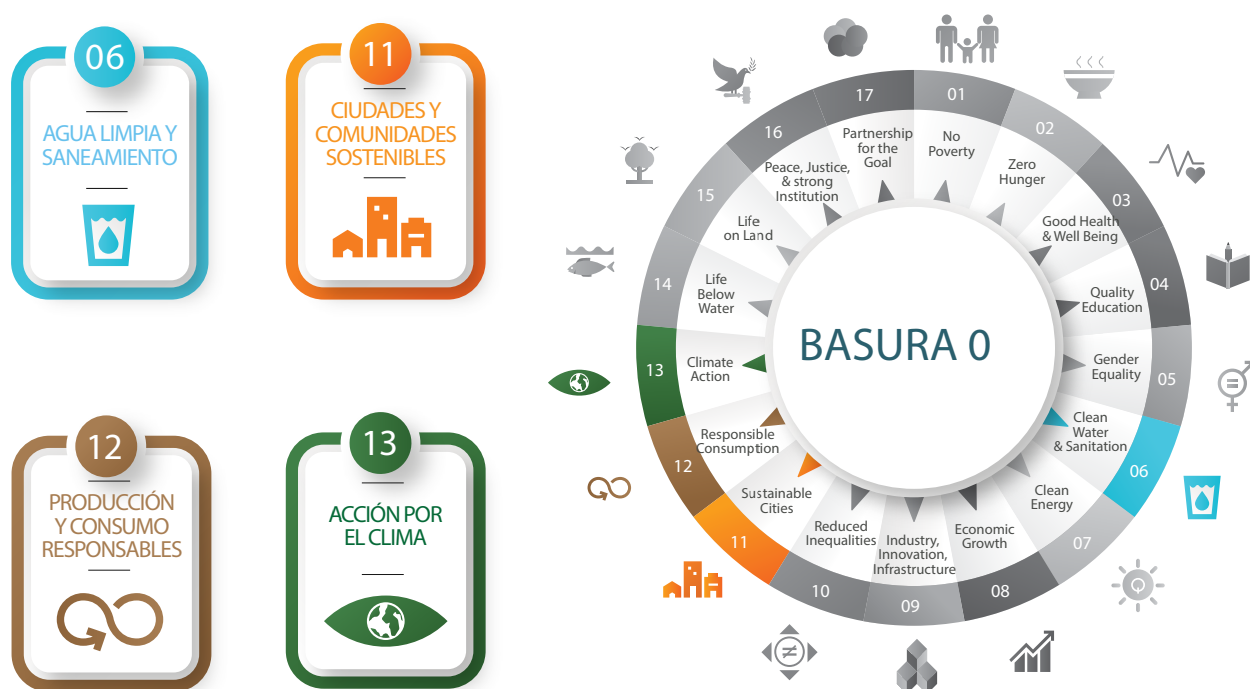 06
AGUA LIMPIA Y
SANEAMIENTO
11
CIUDADES Y
COMUNIDADES
SOSTENIBLES
12
PRODUCCIÓN
Y CONSUMO
RESPONSABLES
13
ACCIÓN POR
EL CLIMA
BASURA 0
01
No
Poverty
02
Zero
Hunger
03
Good Health
& Well Being
04
Quality
Education
05
Gender
Equality
06
Clean
Water
& Sanitation
07
Clean
Energy
08
Economic
Growth
09
Industry,
Innovation,
Infrastructure
10
Reduced
Inequalities
11
Sustainable
Cities
12
Responsible
Consumption
13
Climate
Action
14
Life
Below
Water
15
Life
on Land
16
Peace, Justice,
& strong
Institution
17
Partnership
for the
Goal